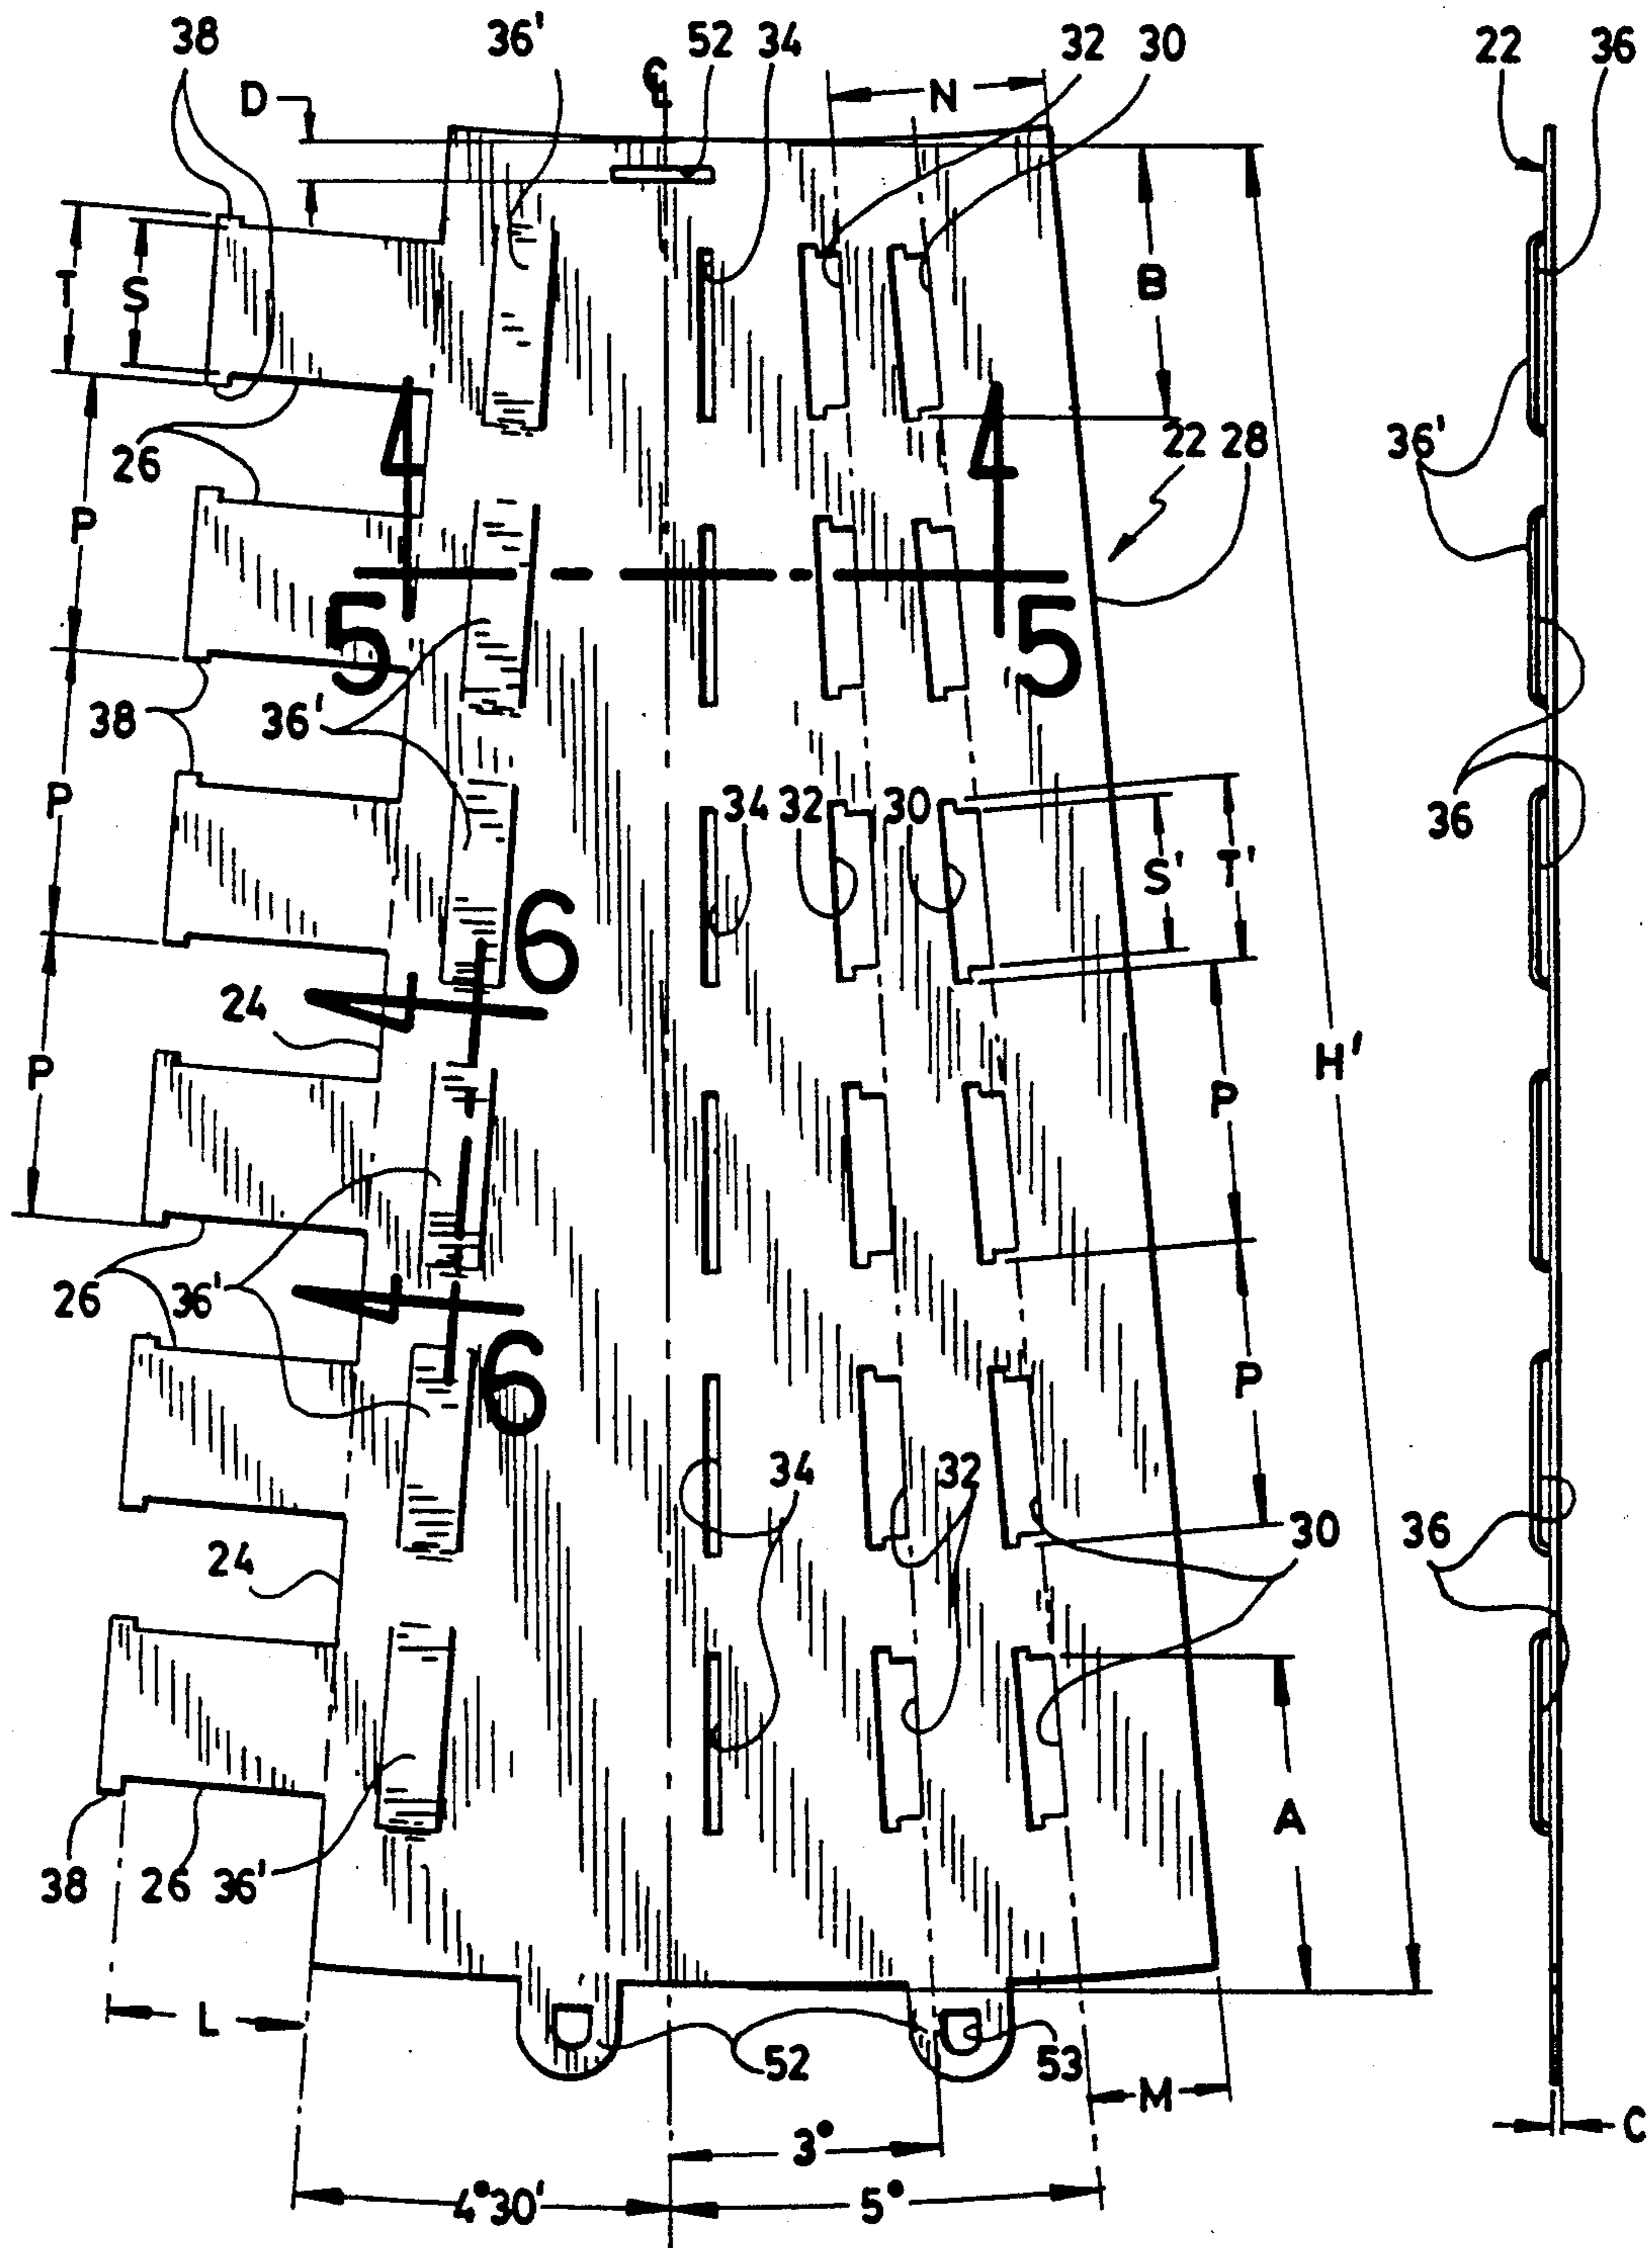 38 36' ℄ 52 34 32 30 22 36
D N
T S B
26 22 28 36'
P
5 5
38 36' 34 32 30 36
P S' T'
6
24
P H'
P
26 36'
6 P
34 32
24 30 36
A
38 26 36'
L
52 53
M
3° C
4°30' 5°